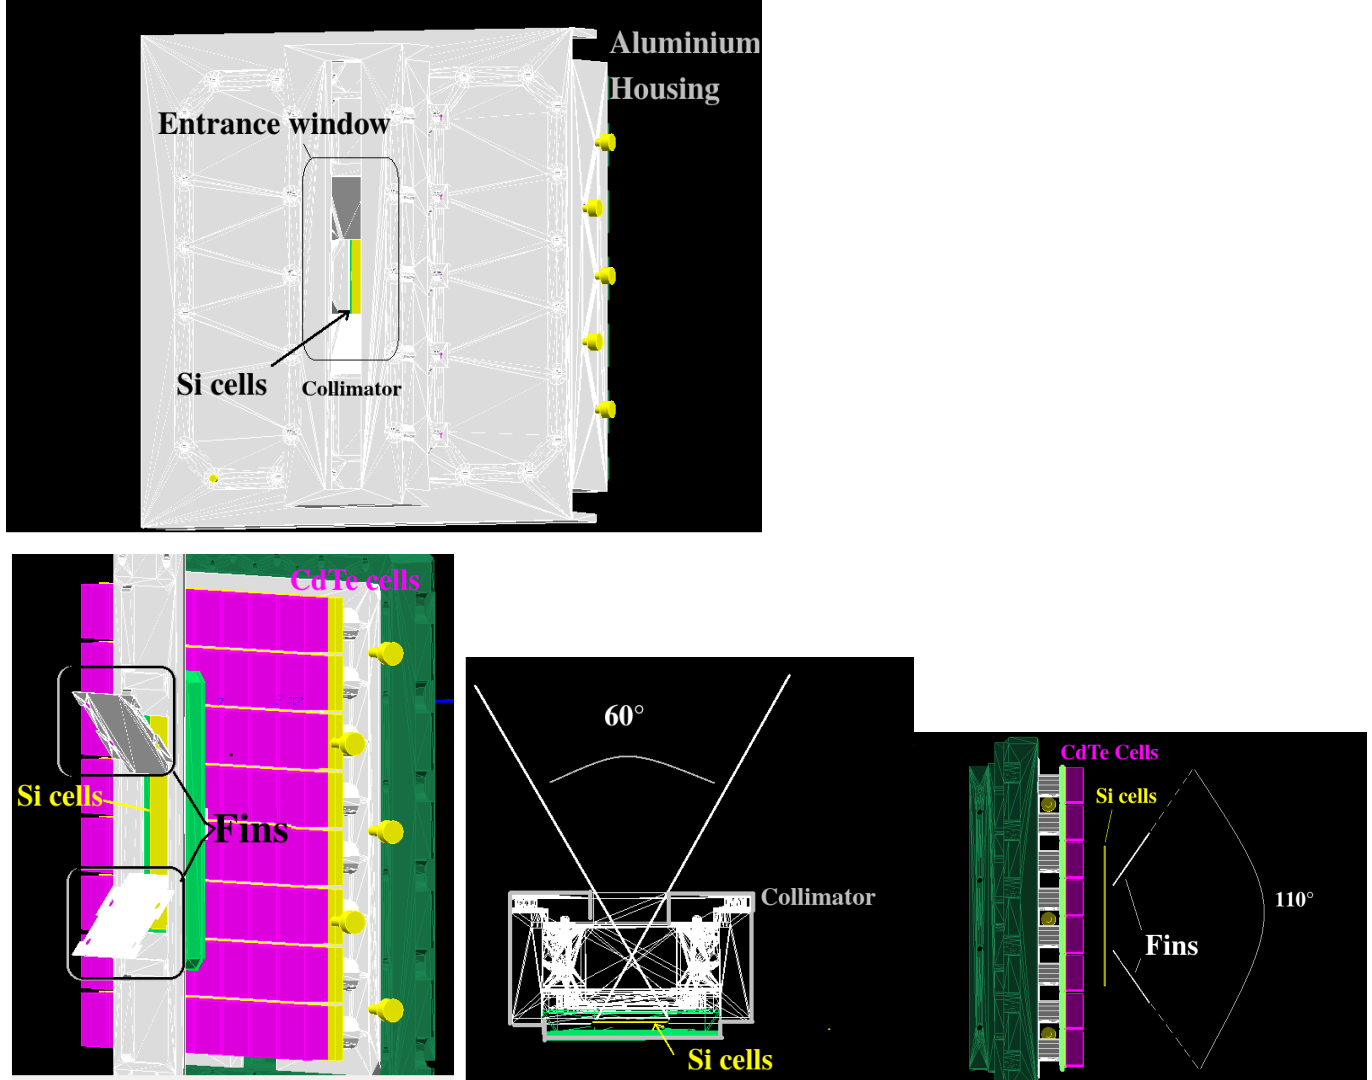 Aluminium
Housing
Entrance window
Si cells
Collimator
CdTe cells
Si cells
Fins
60°
Collimator
Si cells
CdTe Cells
Si cells
110°
Fins